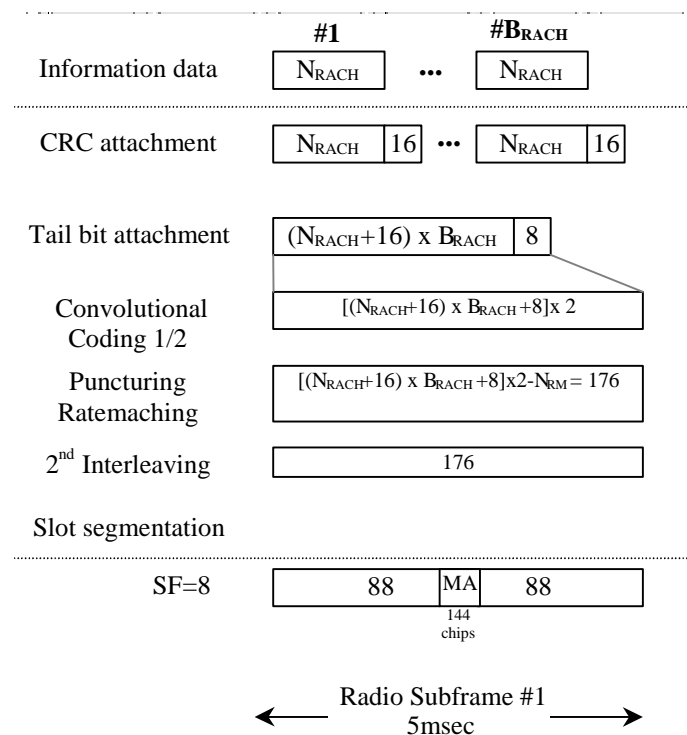 #1 #BRACH
Information data NRACH ... NRACH
CRC attachment NRACH 16 ... NRACH 16
Tail bit attachment (NRACH+16) x BRACH 8
Convolutional [(NRACH+16) x BRACH +8]x 2
Coding 1/2
Puncturing [(NRACH+16) x BRACH +8]x2-NRM = 176
Ratemaching
2nd Interleaving 176
Slot segmentation
SF=8 88 MA 88
144
chips
Radio Subframe #1
5msec